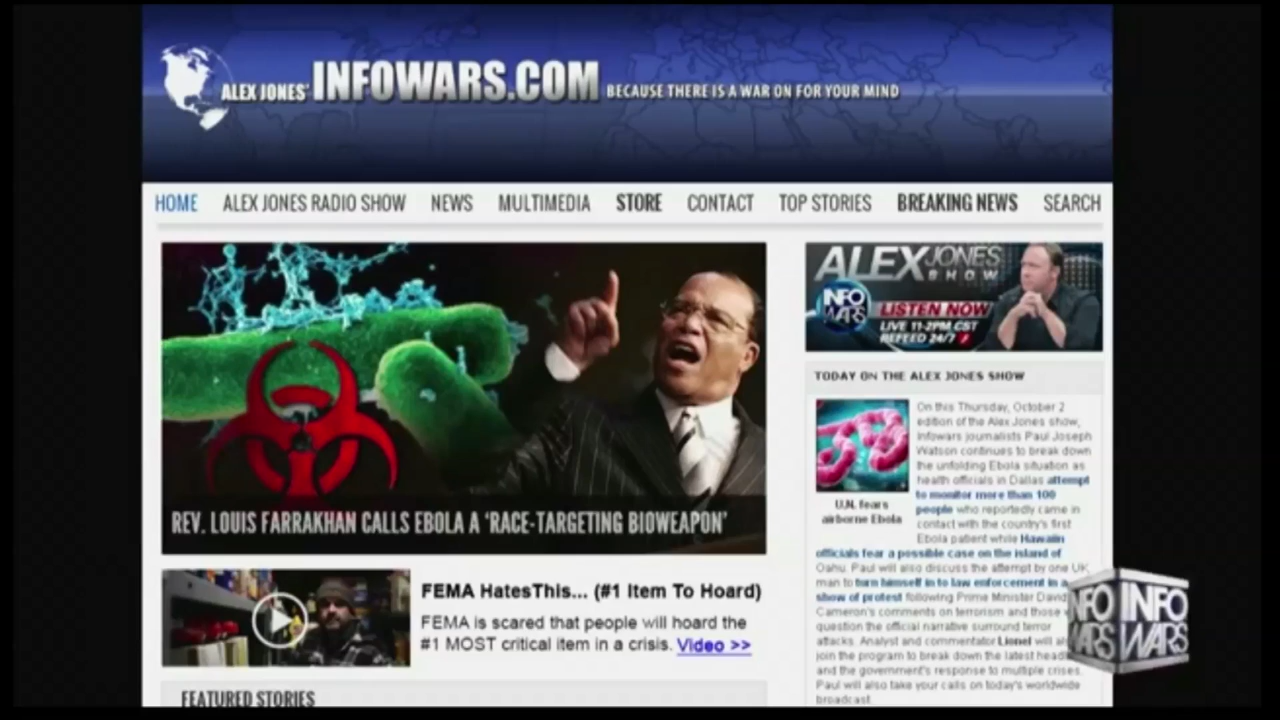 ALEX JONES' INFOWARS.COM BECAUSE THERE IS A WAR ON FOR YOUR MIND
HOME ALEX JONES RADIO SHOW NEWS MULTIMEDIA STORE CONTACT TOP STORIES BREAKING NEWS SEARCH
REV. LOUIS FARRAKHAN CALLS EBOLA A 'RACE-TARGETING BIOWEAPON'
FEMA HatesThis... (#1 Item To Hoard)
FEMA is scared that people will hoard the
#1 MOST critical item in a crisis. Video >>
FEATURED STORIES
ALEX JONES
SHOW
INFO
WARS
LISTEN NOW
LIVE 11-2PM CST
REFEED 24/7
TODAY ON THE ALEX JONES SHOW
U.N. fears
airborne Ebola
On this Thursday, October 2
edition of the Alex Jones show,
Infowars journalists Paul Joseph
Watson continues to break down
the unfolding Ebola situation as
health officials in Dallas attempt
to monitor more than 100
people who reportedly came in
contact with the country's first
Ebola patient while Hawaiin
officials fear a possible case on the island of
Oahu. Paul will also discuss the attempt by one UK
man to turn himself in to law enforcement in a
show of protest following Prime Minister David
Cameron's comments on terrorism and those
question the official narrative surround terror
attacks. Analyst and commentator Lionel will
join the program to break down the latest
and the government's response to multiple crises.
Paul will also take your calls on today's worldwide
broadcast.
INFO
WARS
INFO
WARS